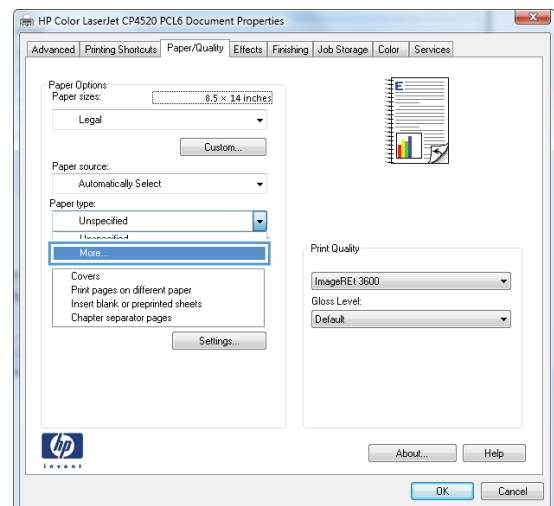 HP Color LaserJet CP4520 PCL6 Document Properties
Advanced Printing Shortcuts Paper/Quality Effects Finishing Job Storage Color Services
Paper Options
Paper sizes: 8.5 × 14 inches
E
Legal
Custom...
Paper source:
Automatically Select
Paper type:
Unspecified
Unspecified
More...
Covers
Print pages on different paper
Insert blank or preprinted sheets
Chapter separator pages
Settings...
Print Quality
ImageREt 3600
Gloss Level:
Default
hp
invent
About... Help
OK Cancel